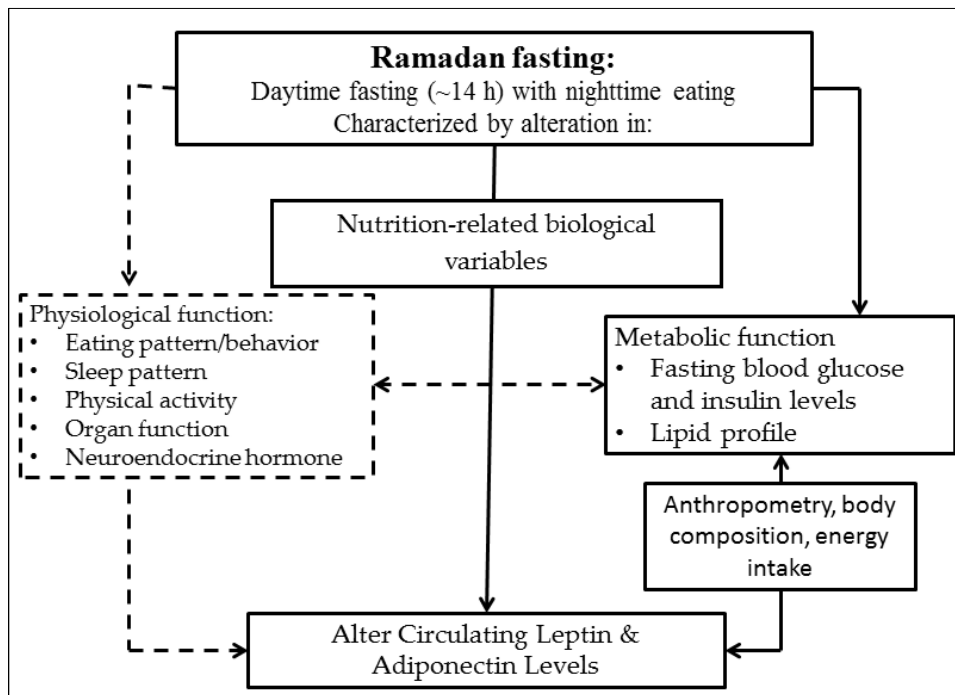 Ramadan fasting:
Daytime fasting (~14 h) with nighttime eating
Characterized by alteration in:
Nutrition-related biological
variables
Physiological function:
• Eating pattern/behavior
• Sleep pattern
• Physical activity
• Organ function
• Neuroendocrine hormone
Metabolic function
• Fasting blood glucose
and insulin levels
• Lipid profile
Anthropometry, body
composition, energy
intake
Alter Circulating Leptin &
Adiponectin Levels